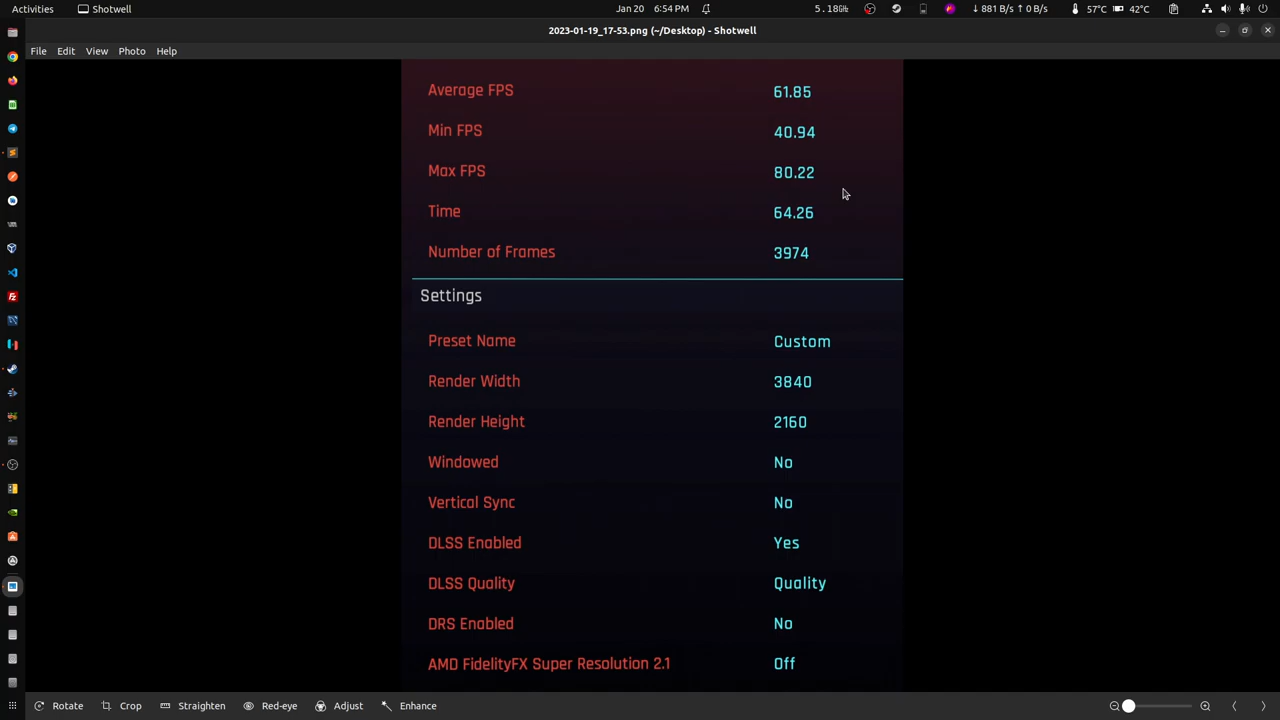 Activities Shotwell Jan 20 6:54 PM 5.18GHz ↓ 881 B/s ↑ 0 B/s 57°C 42°C
2023-01-19_17-53.png (~/Desktop) - Shotwell
File Edit View Photo Help
Average FPS 61.85
Min FPS 40.94
Max FPS 80.22
Time 64.26
Number of Frames 3974
Settings
Preset Name Custom
Render Width 3840
Render Height 2160
Windowed No
Vertical Sync No
DLSS Enabled Yes
DLSS Quality Quality
DRS Enabled No
AMD FidelityFX Super Resolution 2.1 Off
Rotate Crop Straighten Red-eye Adjust Enhance